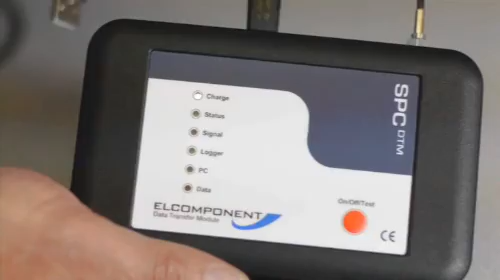 SPC DTM
Charge
Status
Signal
Logger
PC
Data
On/Off/Test
ELCOMPONENT
Data Transfer Module
CE